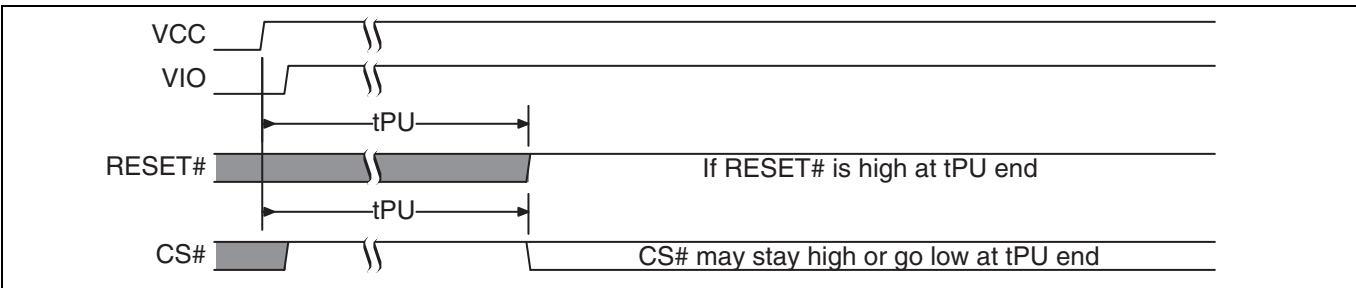 VCC
VIO
tPU
RESET#
If RESET# is high at tPU end
tPU
CS#
CS# may stay high or go low at tPU end